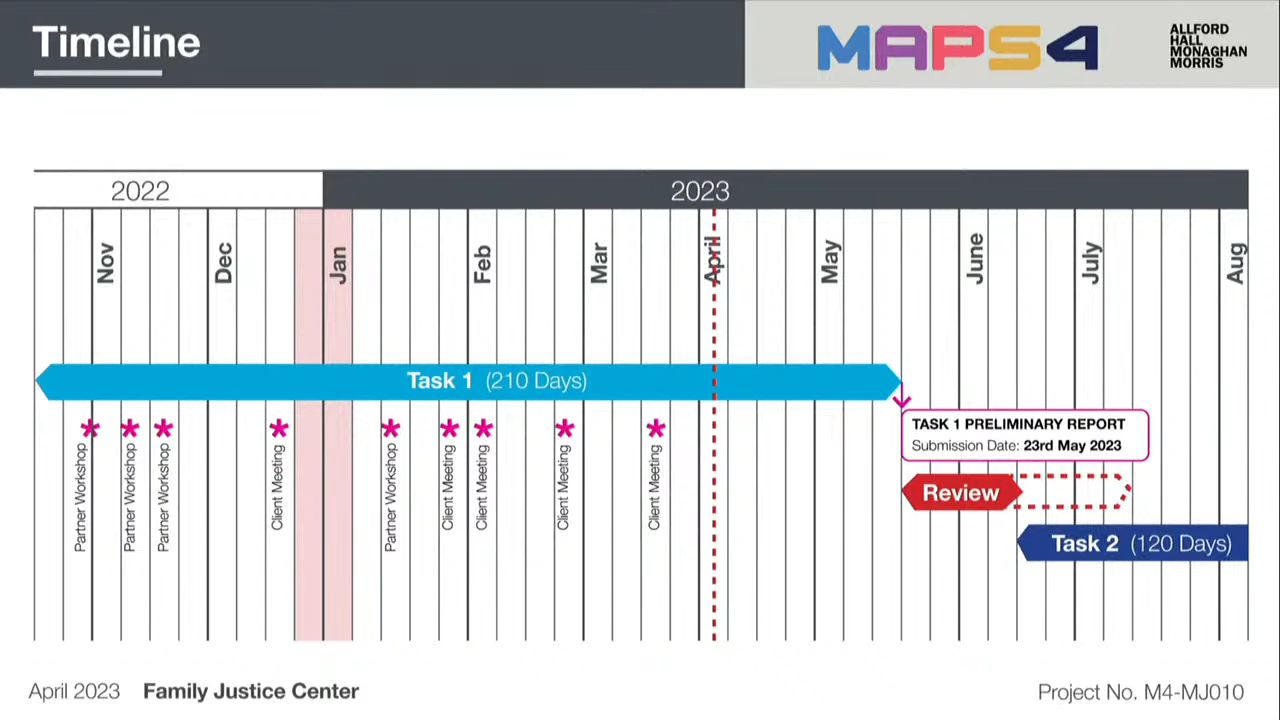 Timeline
MAPS4
ALLFORD
HALL
MONAGHAN
MORRIS
2022
2023
Nov
Dec
Jan
Feb
Mar
April
May
June
July
Aug
Task 1 (210 Days)
* * * * * * * * *
Partner Workshop
Partner Workshop
Partner Workshop
Client Meeting
Partner Workshop
Client Meeting
Client Meeting
Client Meeting
Client Meeting
TASK 1 PRELIMINARY REPORT
Submission Date: 23rd May 2023
Review
Task 2 (120 Days)
April 2023 Family Justice Center
Project No. M4-MJ010